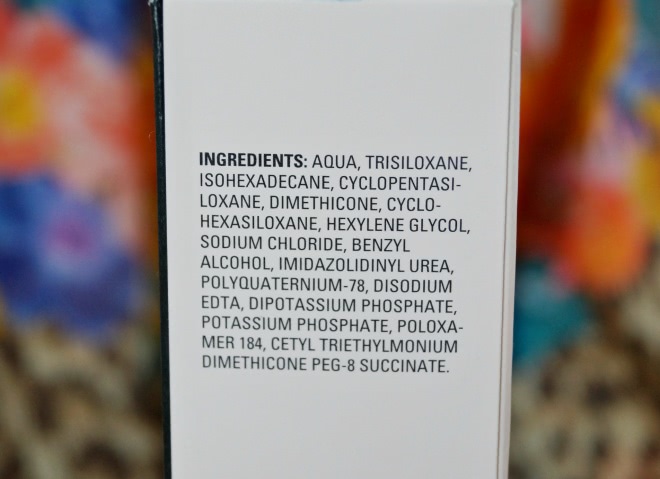 INGREDIENTS: AQUA, TRISILOXANE,
ISOHEXADECANE, CYCLOPENTASI-
LOXANE, DIMETHICONE, CYCLO-
HEXASILOXANE, HEXYLENE GLYCOL,
SODIUM CHLORIDE, BENZYL
ALCOHOL, IMIDAZOLIDINYL UREA,
POLYQUATERNIUM-78, DISODIUM
EDTA, DIPOTASSIUM PHOSPHATE,
POTASSIUM PHOSPHATE, POLOXA-
MER 184, CETYL TRIETHYLMONIUM
DIMETHICONE PEG-8 SUCCINATE.